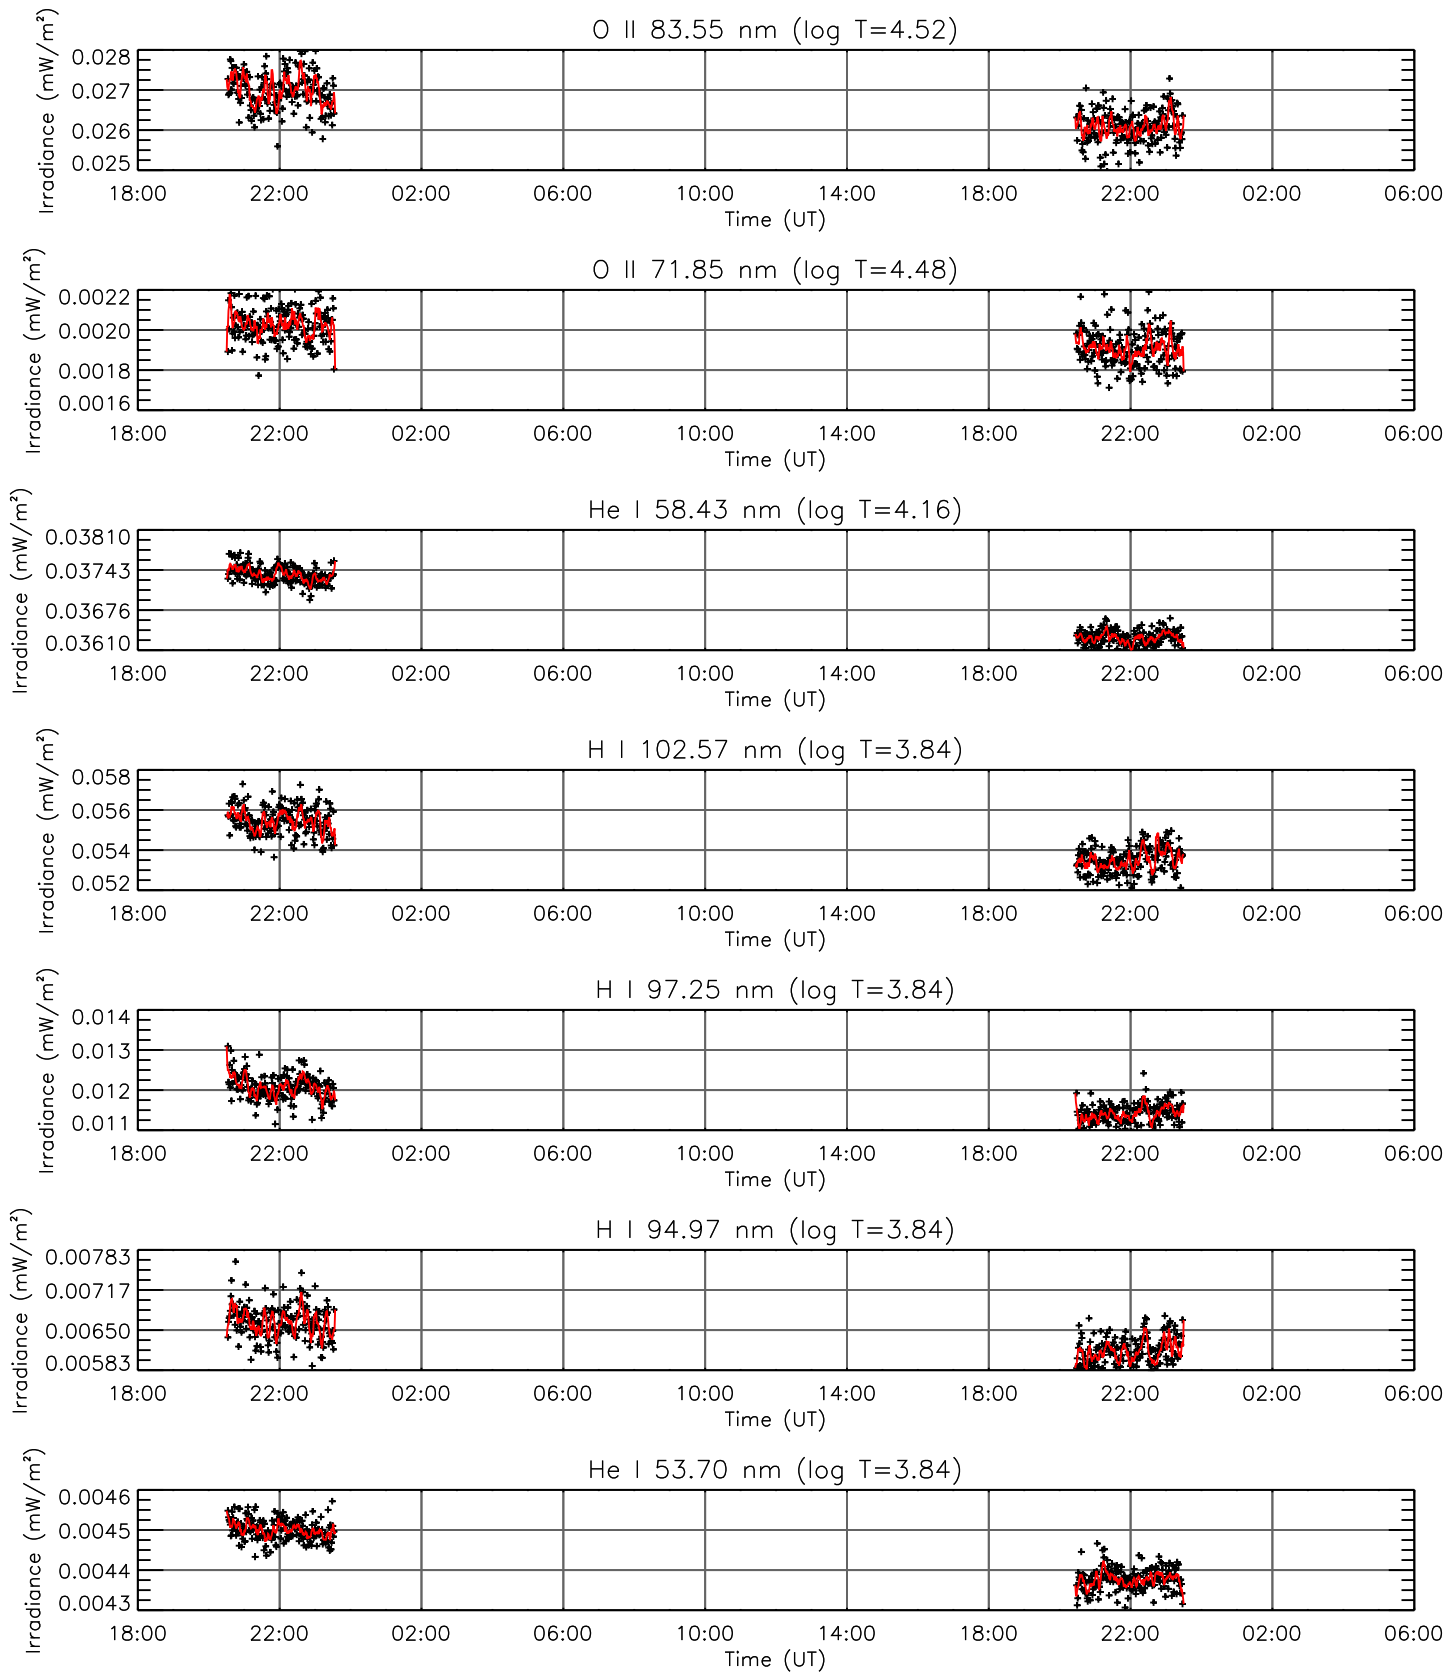 O II 83.55 nm (log T=4.52)
Irradiance (mW/m²)
0.028
0.027
0.026
0.025
18:00 22:00 02:00 06:00 10:00 14:00 18:00 22:00 02:00 06:00
Time (UT)
O II 71.85 nm (log T=4.48)
Irradiance (mW/m²)
0.0022
0.0020
0.0018
0.0016
18:00 22:00 02:00 06:00 10:00 14:00 18:00 22:00 02:00 06:00
Time (UT)
He I 58.43 nm (log T=4.16)
Irradiance (mW/m²)
0.03810
0.03743
0.03676
0.03610
18:00 22:00 02:00 06:00 10:00 14:00 18:00 22:00 02:00 06:00
Time (UT)
H I 102.57 nm (log T=3.84)
Irradiance (mW/m²)
0.058
0.056
0.054
0.052
18:00 22:00 02:00 06:00 10:00 14:00 18:00 22:00 02:00 06:00
Time (UT)
H I 97.25 nm (log T=3.84)
Irradiance (mW/m²)
0.014
0.013
0.012
0.011
18:00 22:00 02:00 06:00 10:00 14:00 18:00 22:00 02:00 06:00
Time (UT)
H I 94.97 nm (log T=3.84)
Irradiance (mW/m²)
0.00783
0.00717
0.00650
0.00583
18:00 22:00 02:00 06:00 10:00 14:00 18:00 22:00 02:00 06:00
Time (UT)
He I 53.70 nm (log T=3.84)
Irradiance (mW/m²)
0.0046
0.0045
0.0044
0.0043
18:00 22:00 02:00 06:00 10:00 14:00 18:00 22:00 02:00 06:00
Time (UT)